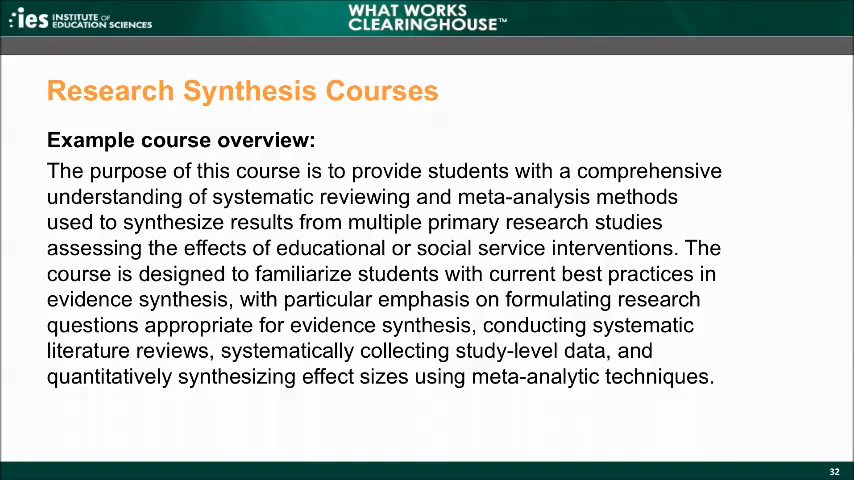 ies INSTITUTE OF
EDUCATION SCIENCES
WHAT WORKS
CLEARINGHOUSE™
Research Synthesis Courses
Example course overview:
The purpose of this course is to provide students with a comprehensive
understanding of systematic reviewing and meta-analysis methods
used to synthesize results from multiple primary research studies
assessing the effects of educational or social service interventions. The
course is designed to familiarize students with current best practices in
evidence synthesis, with particular emphasis on formulating research
questions appropriate for evidence synthesis, conducting systematic
literature reviews, systematically collecting study-level data, and
quantitatively synthesizing effect sizes using meta-analytic techniques.
32